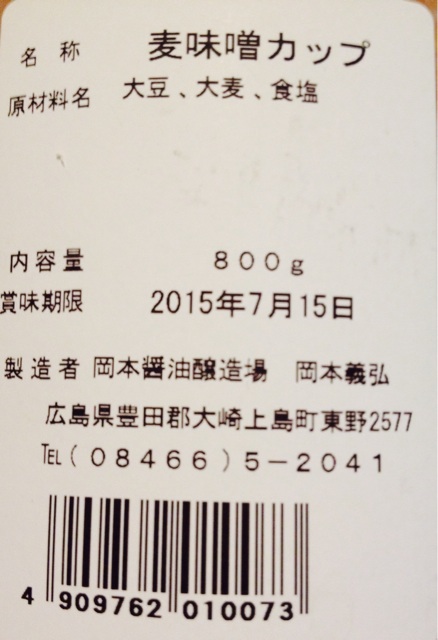 名称 麦味噌カップ
原材料名 大豆、大麦、食塩
内容量 800g
賞味期限 2015年7月15日
製造者 岡本醤油醸造場 岡本義弘
広島県豊田郡大崎上島町東野2577
TEL(08466)5-2041
4 909762 010073